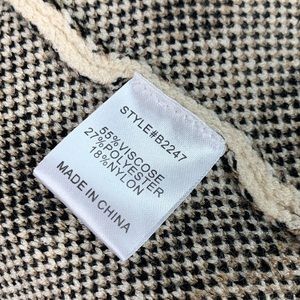 STYLE#B2247
55%VISCOSE
27%POLYESTER
18%NYLON
MADE IN CHINA